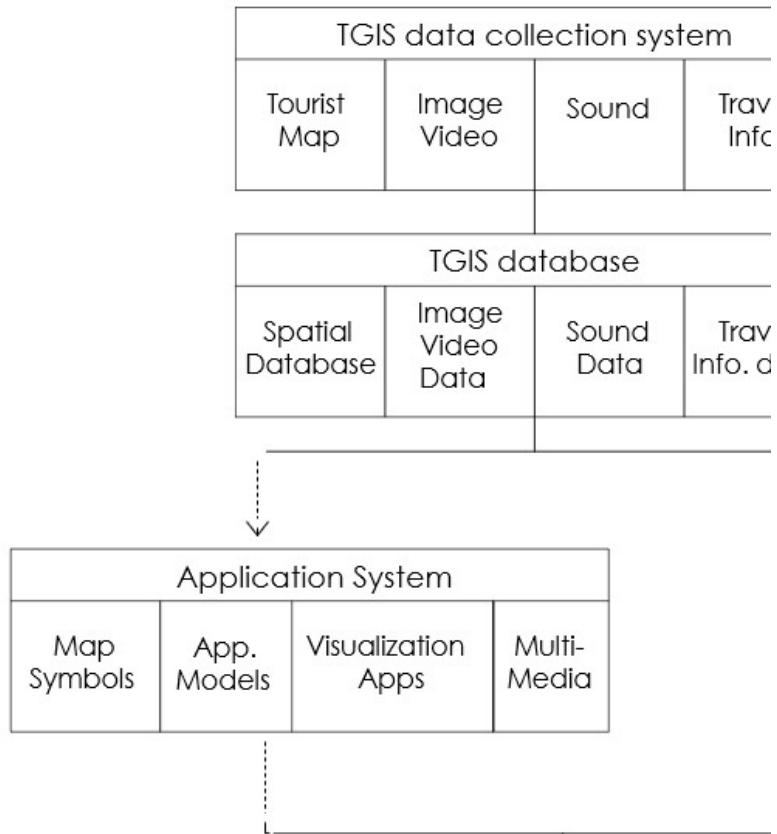 TGIS data collection system
Tourist
Map
Image
Video
Sound
TGIS database
Spatial
Database
Image
Video
Data
Sound
Data
Info.
Application System
Map
Symbols
App.
Models
Visualization
Apps
Multi-
Media